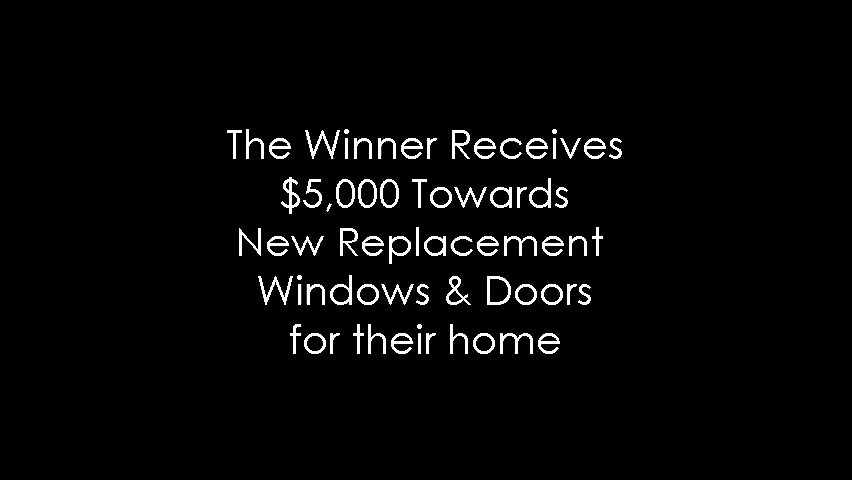 The Winner Receives
$5,000 Towards
New Replacement
Windows & Doors
for their home